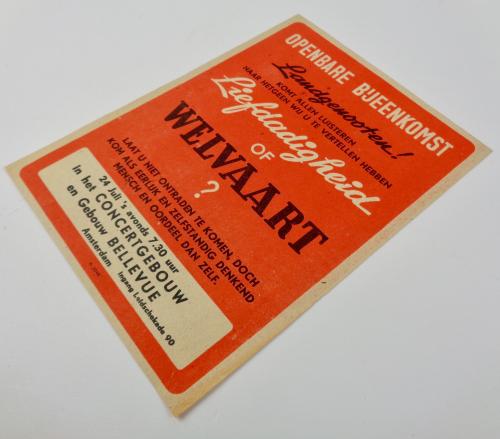 OPENBARE BIJEENKOMST
Landgenooten!
KOMT ALLEN LUISTEREN
NAAR HETGEEN WIJ U TE VERTELLEN HEBBEN
Liefdadigheid
OF
WELVAART
?
LAAT U NIET ONTRADEN TE KOMEN, DOCH
KOM ALS EERLIJK EN ZELFSTANDIG DENKEND
MENSCH EN OORDEEL DAN ZELF.
24 Juli 's avonds 7.30 uur
in het CONCERTGEBOUW
en Gebouw BELLEVUE
Ingang Leidschekade 90
Amsterdam